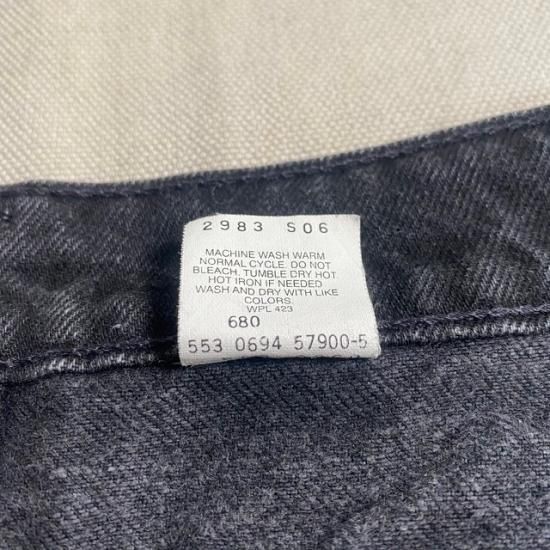 2983 S06
MACHINE WASH WARM
NORMAL CYCLE. DO NOT
BLEACH. TUMBLE DRY HOT
HOT IRON IF NEEDED
WASH AND DRY WITH LIKE
COLORS.
WPL 423
680
553 0694 57900-5